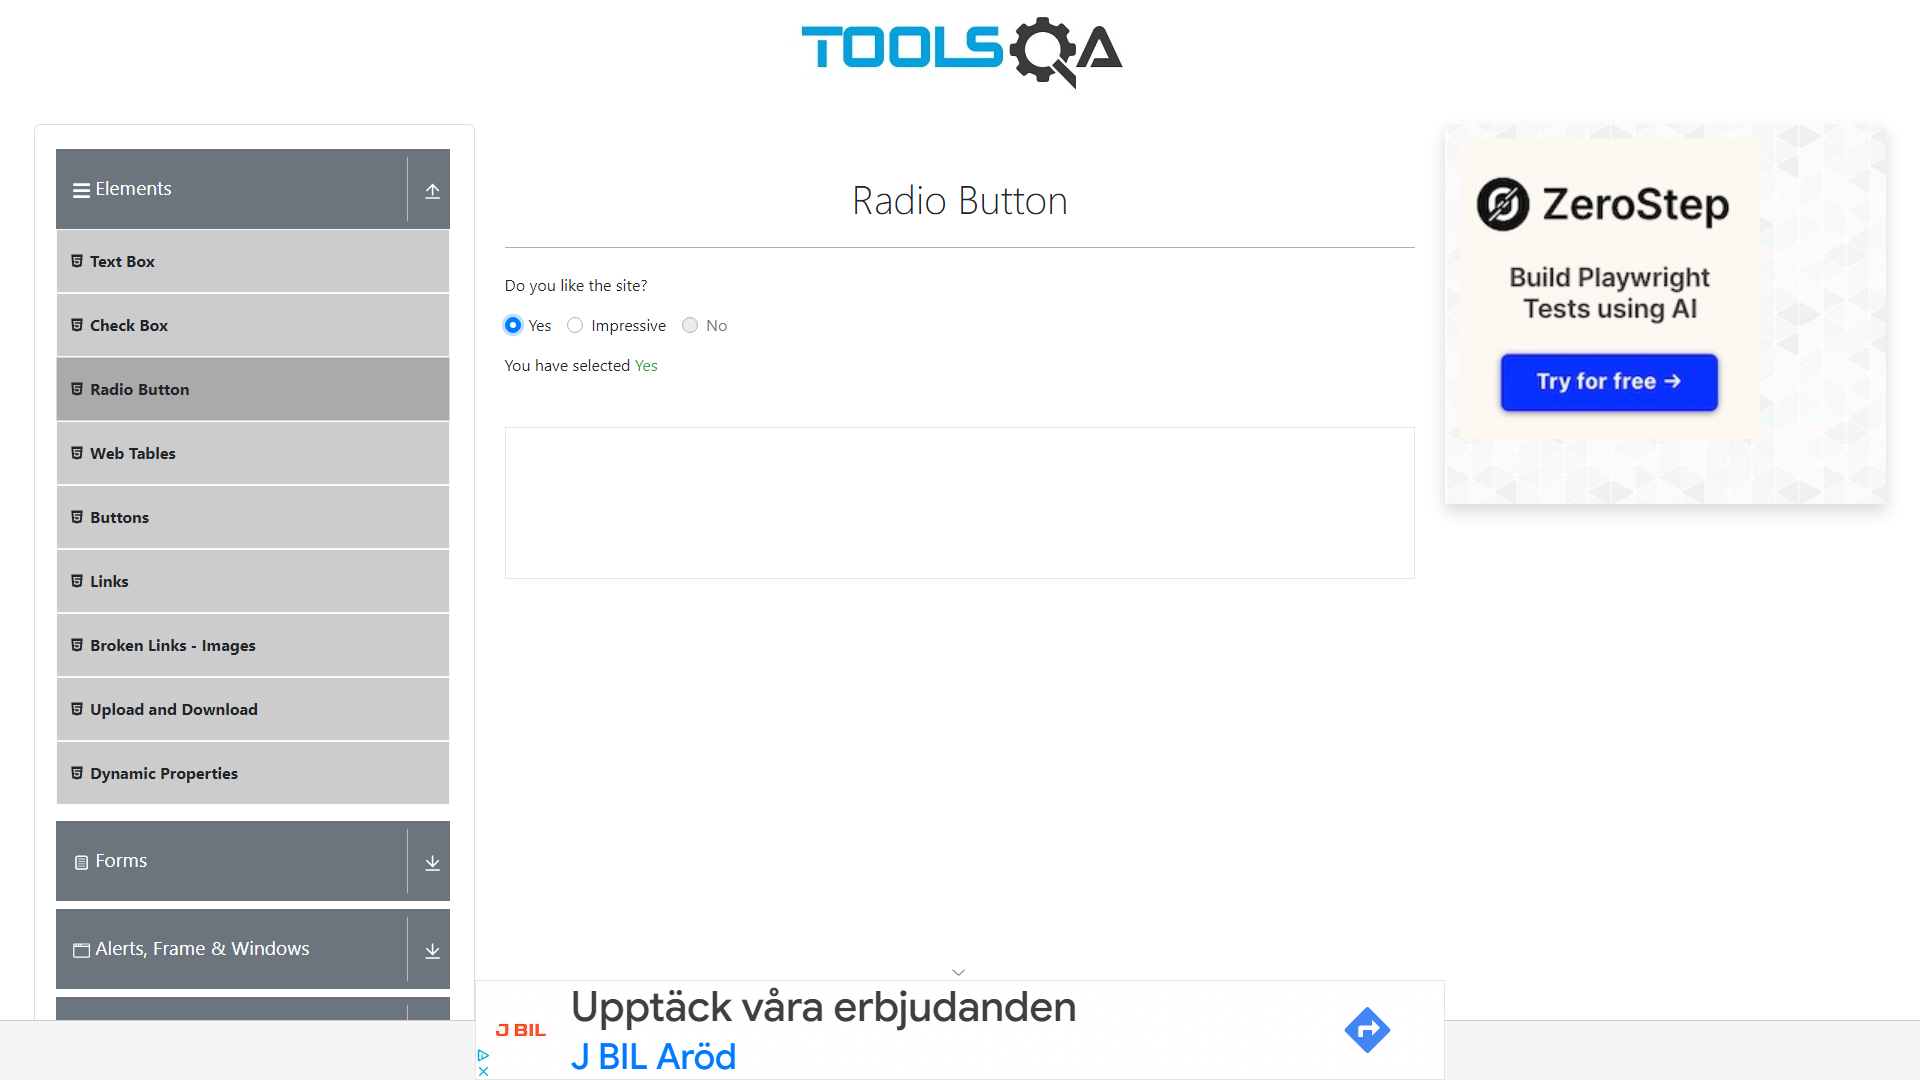 TOOLSQA
Elements
Text Box
Check Box
Radio Button
Web Tables
Buttons
Links
Broken Links - Images
Upload and Download
Dynamic Properties
Forms
Alerts, Frame & Windows
Radio Button
Do you like the site?
Yes Impressive No
You have selected Yes
ZeroStep
Build Playwright
Tests using AI
Try for free →
J BIL
Upptäck våra erbjudanden
J BIL Aröd